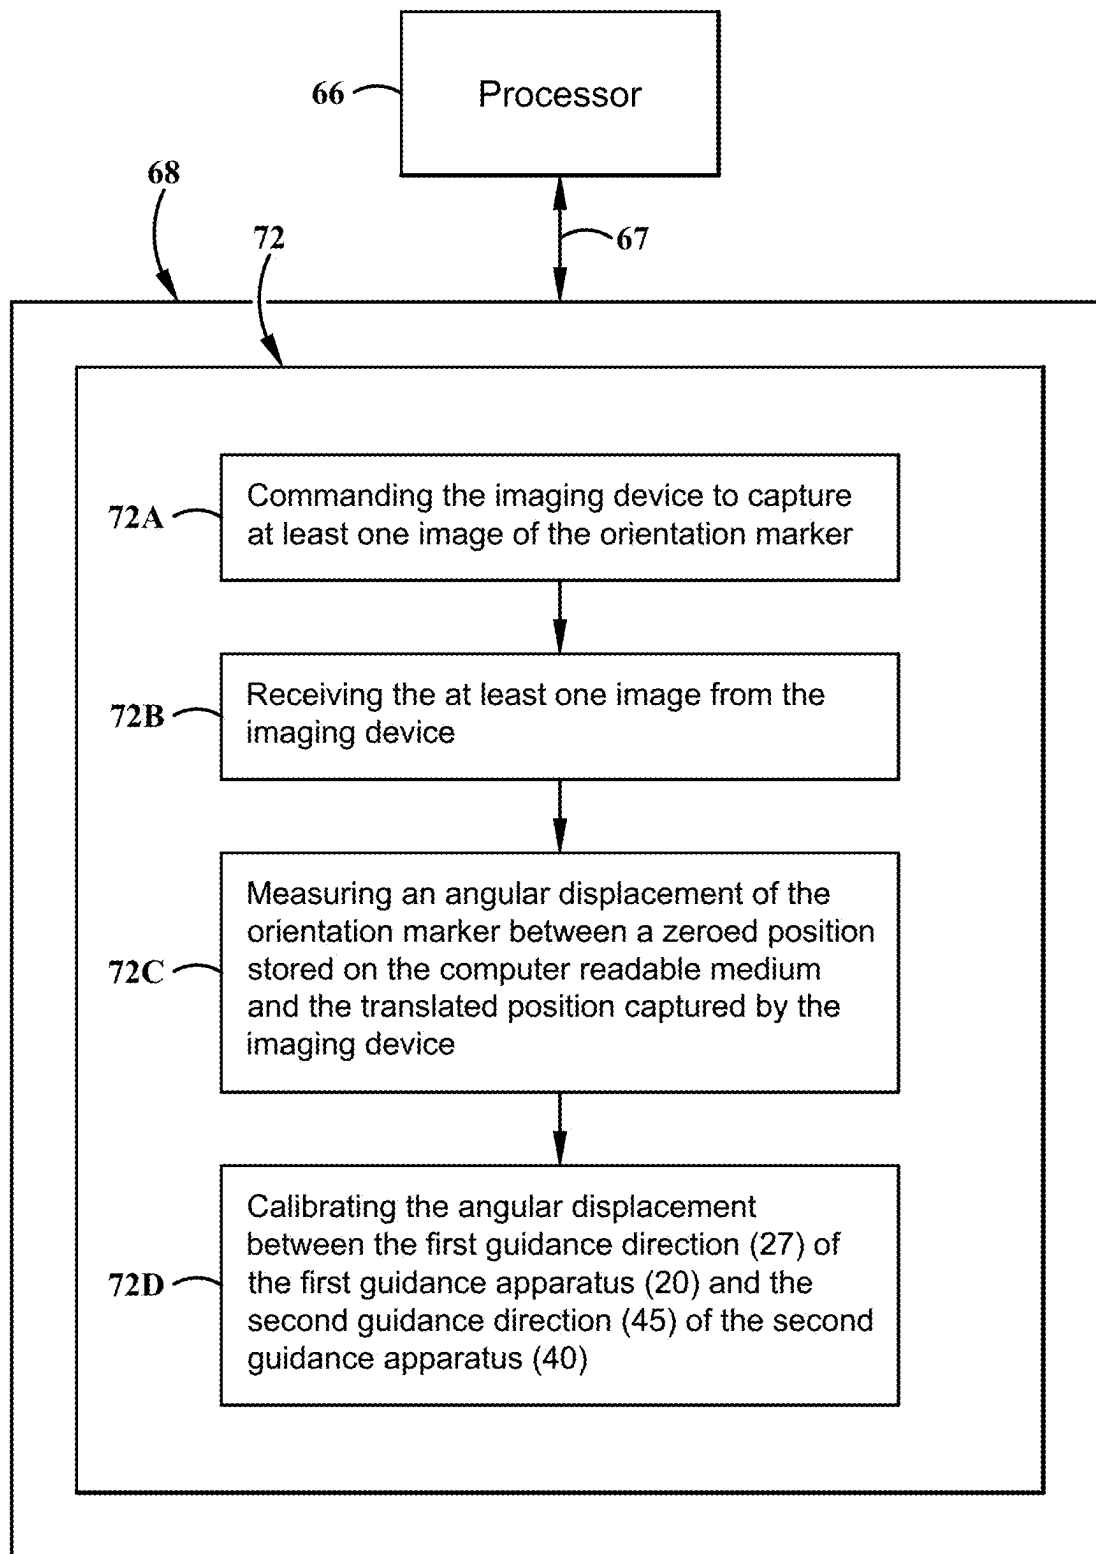 Processor
66
68
67
72
72A
Commanding the imaging device to capture
at least one image of the orientation marker
72B
Receiving the at least one image from the
imaging device
72C
Measuring an angular displacement of the
orientation marker between a zeroed position
stored on the computer readable medium
and the translated position captured by the
imaging device
72D
Calibrating the angular displacement
between the first guidance direction (27) of
the first guidance apparatus (20) and the
second guidance direction (45) of the second
guidance apparatus (40)